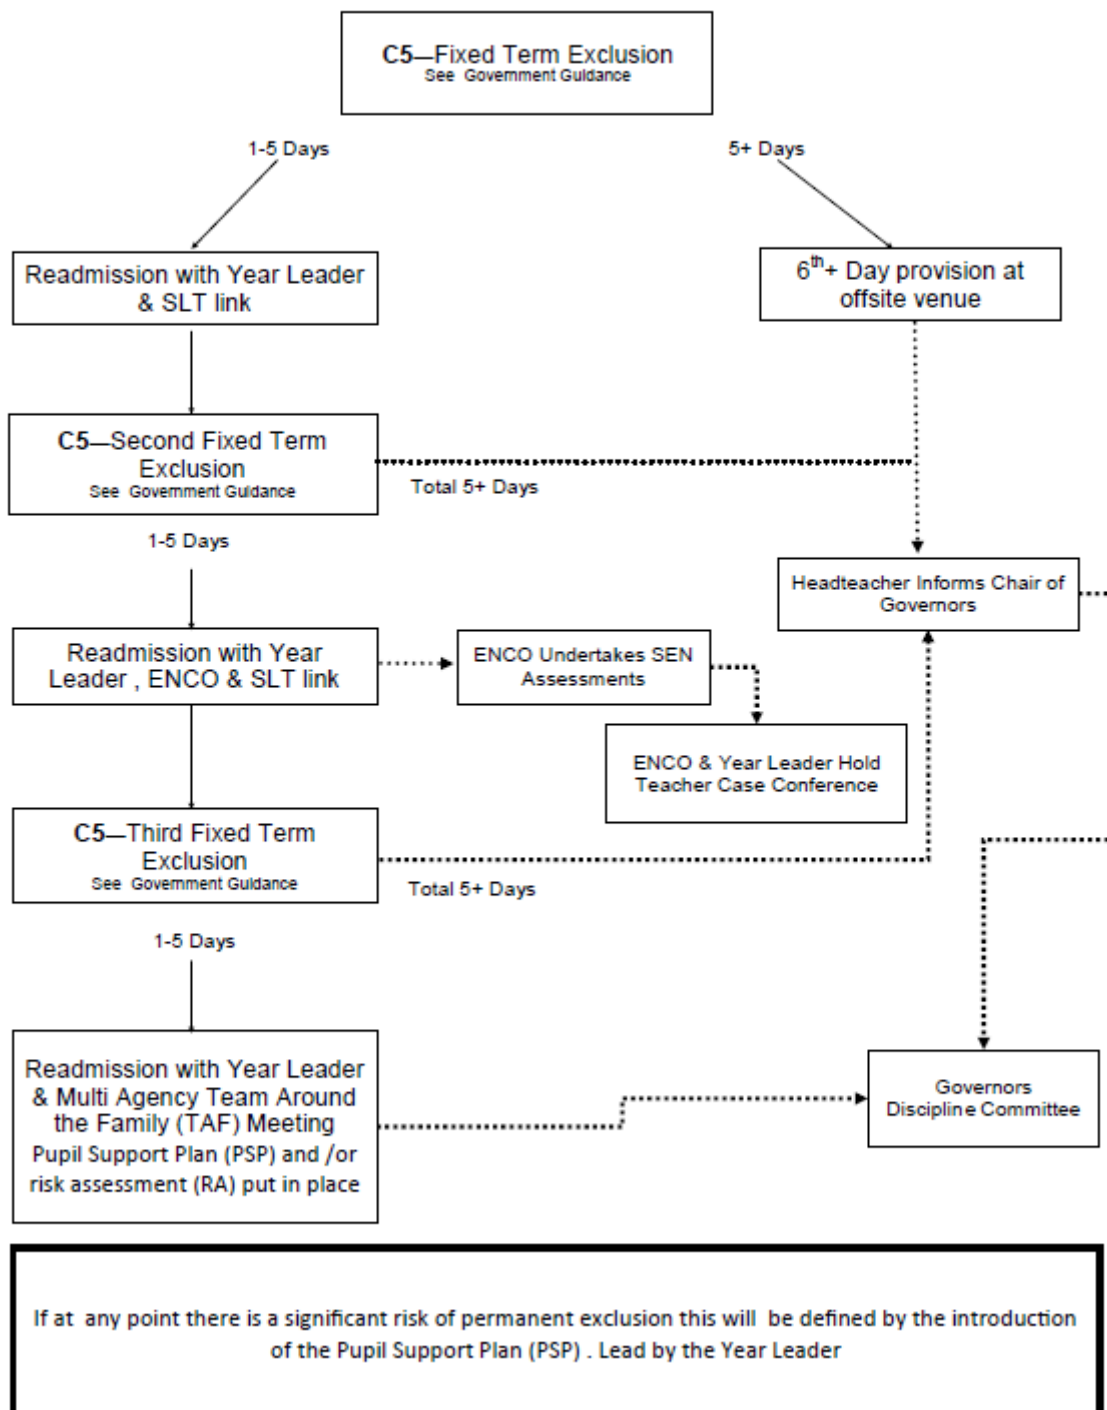 C5—Fixed Term Exclusion
See Government Guidance
1-5 Days
5+ Days
Readmission with Year Leader
& SLT link
6th+ Day provision at
offsite venue
C5—Second Fixed Term
Exclusion
See Government Guidance
Total 5+ Days
1-5 Days
Headteacher Informs Chair of
Governors
Readmission with Year
Leader , ENCO & SLT link
ENCO Undertakes SEN
Assessments
ENCO & Year Leader Hold
Teacher Case Conference
C5—Third Fixed Term
Exclusion
See Government Guidance
Total 5+ Days
1-5 Days
Readmission with Year Leader
& Multi Agency Team Around
the Family (TAF) Meeting
Pupil Support Plan (PSP) and /or
risk assessment (RA) put in place
Governors
Discipline Committee
If at any point there is a significant risk of permanent exclusion this will be defined by the introduction
of the Pupil Support Plan (PSP) . Lead by the Year Leader